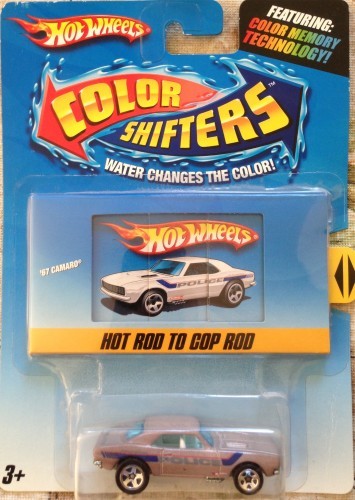 HOT WHEELS
FEATURING:
COLOR MEMORY
TECHNOLOGY!
COLOR
SHIFTERS™
WATER CHANGES THE COLOR!
'67 CAMARO®
HOT WHEELS
POLICE
HOT ROD TO COP ROD
POLICE
3+